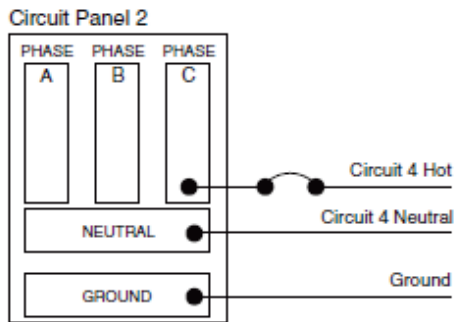 Circuit Panel 2
PHASE PHASE PHASE
A B C
Circuit 4 Hot
Circuit 4 Neutral
NEUTRAL
Ground
GROUND